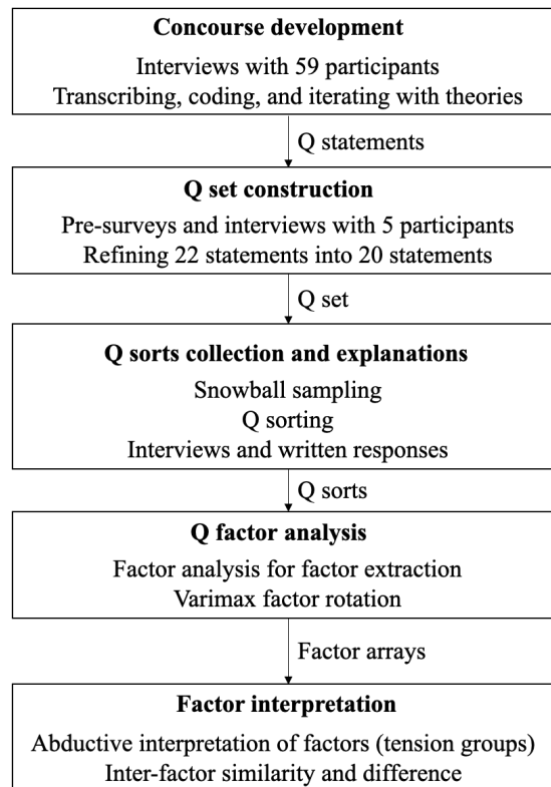 Concourse development
Interviews with 59 participants
Transcribing, coding, and iterating with theories
Q statements
Q set construction
Pre-surveys and interviews with 5 participants
Refining 22 statements into 20 statements
Q set
Q sorts collection and explanations
Snowball sampling
Q sorting
Interviews and written responses
Q sorts
Q factor analysis
Factor analysis for factor extraction
Varimax factor rotation
Factor arrays
Factor interpretation
Abductive interpretation of factors (tension groups)
Inter-factor similarity and difference